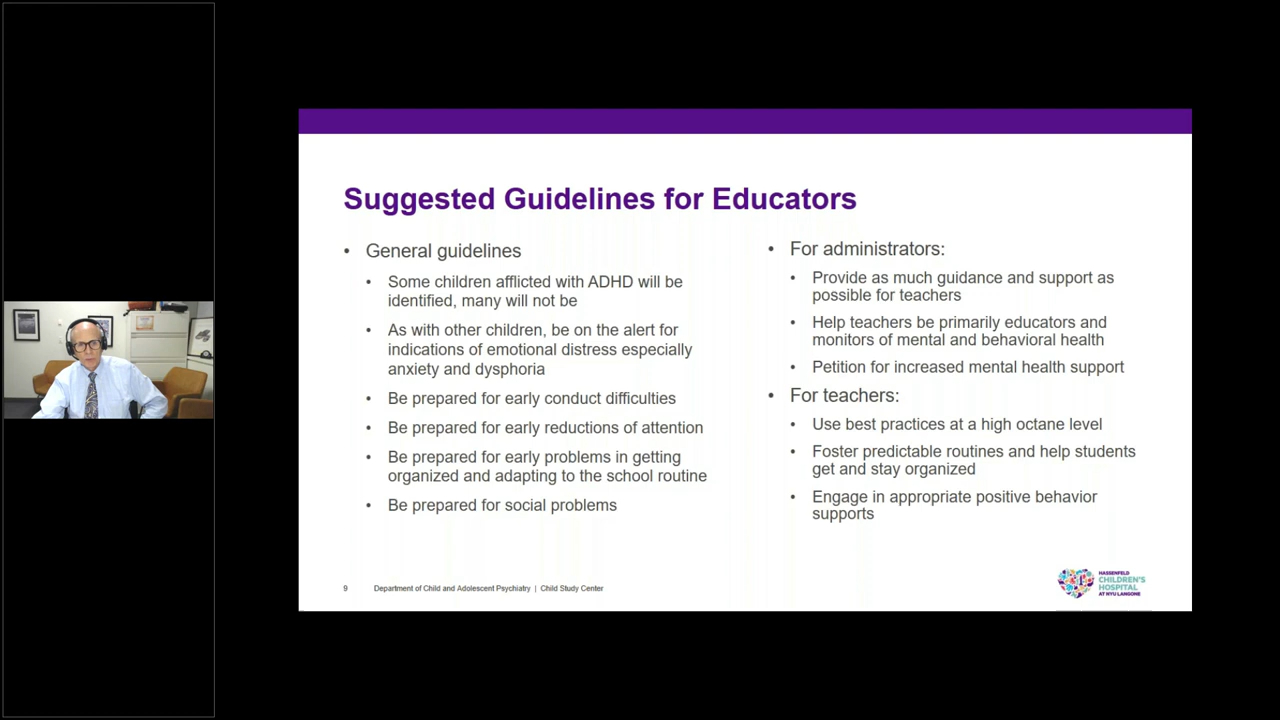 Suggested Guidelines for Educators
• General guidelines
• Some children afflicted with ADHD will be
identified, many will not be
• As with other children, be on the alert for
indications of emotional distress especially
anxiety and dysphoria
• Be prepared for early conduct difficulties
• Be prepared for early reductions of attention
• Be prepared for early problems in getting
organized and adapting to the school routine
• Be prepared for social problems
• For administrators:
• Provide as much guidance and support as
possible for teachers
• Help teachers be primarily educators and
monitors of mental and behavioral health
• Petition for increased mental health support
• For teachers:
• Use best practices at a high octane level
• Foster predictable routines and help students
get and stay organized
• Engage in appropriate positive behavior
supports
9 Department of Child and Adolescent Psychiatry | Child Study Center
HASSENFELD
CHILDREN'S
HOSPITAL
AT NYU LANGONE